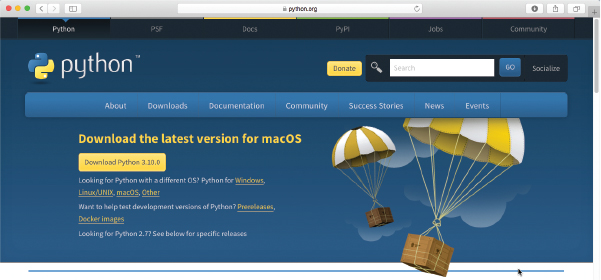 python.org
Python PSF Docs PyPI Jobs Community
python™
Donate Search GO Socialize
About Downloads Documentation Community Success Stories News Events
Download the latest version for macOS
Download Python 3.10.0
Looking for Python with a different OS? Python for Windows,
Linux/UNIX, macOS, Other
Want to help test development versions of Python? Prereleases,
Docker images
Looking for Python 2.7? See below for specific releases